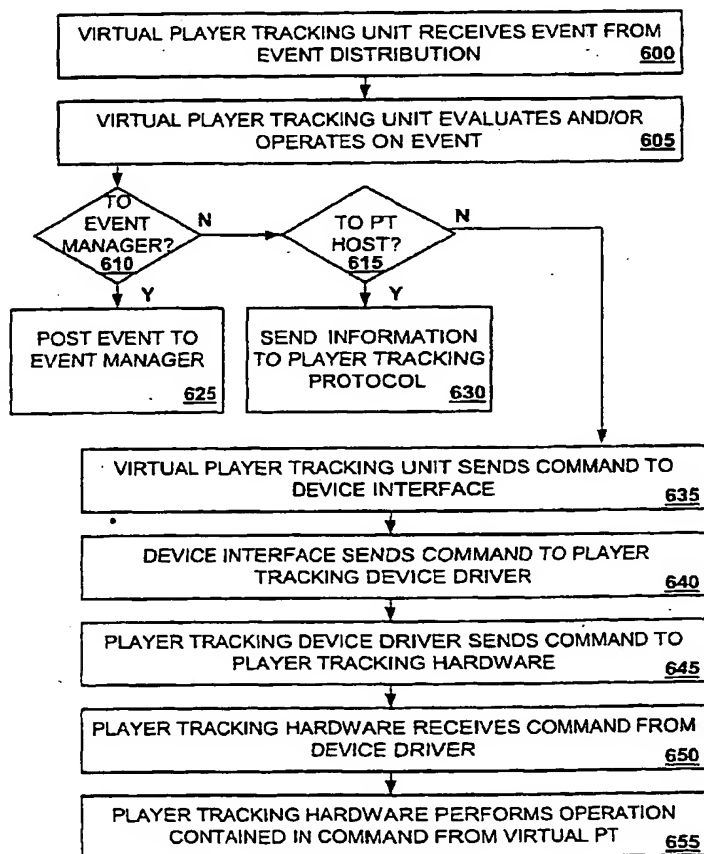 VIRTUAL PLAYER TRACKING UNIT RECEIVES EVENT FROM
EVENT DISTRIBUTION
600
VIRTUAL PLAYER TRACKING UNIT EVALUATES AND/OR
OPERATES ON EVENT
605
TO
EVENT
MANAGER?
610
N
TO PT
HOST?
615
N
Y
Y
POST EVENT TO
EVENT MANAGER
625
SEND INFORMATION
TO PLAYER TRACKING
PROTOCOL
630
VIRTUAL PLAYER TRACKING UNIT SENDS COMMAND TO
DEVICE INTERFACE
635
DEVICE INTERFACE SENDS COMMAND TO PLAYER
TRACKING DEVICE DRIVER
640
PLAYER TRACKING DEVICE DRIVER SENDS COMMAND TO
PLAYER TRACKING HARDWARE
645
PLAYER TRACKING HARDWARE RECEIVES COMMAND FROM
DEVICE DRIVER
650
PLAYER TRACKING HARDWARE PERFORMS OPERATION
CONTAINED IN COMMAND FROM VIRTUAL PT
655